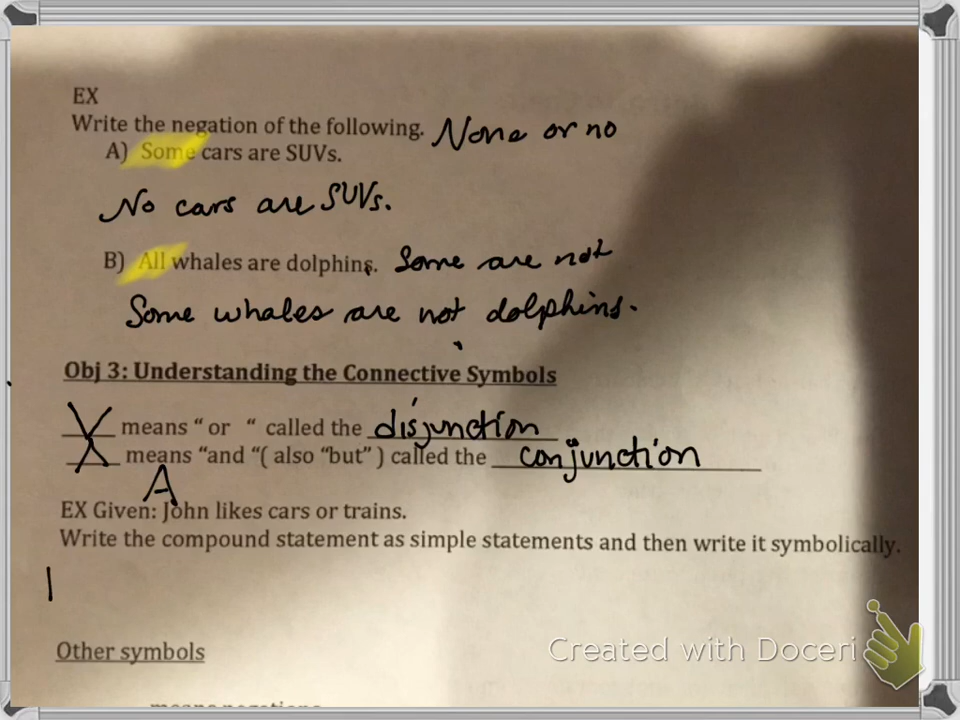 EX
Write the negation of the following. None or no
A) Some cars are SUVs.
No cars are SUVs.
B) All whales are dolphins. Some are not
Some whales are not dolphins.
Obj 3: Understanding the Connective Symbols
V means “ or “ called the disjunction
Λ means “and “( also “but” ) called the conjunction
A
EX Given: John likes cars or trains.
Write the compound statement as simple statements and then write it symbolically.
Other symbols
means negations
Created with Doceri